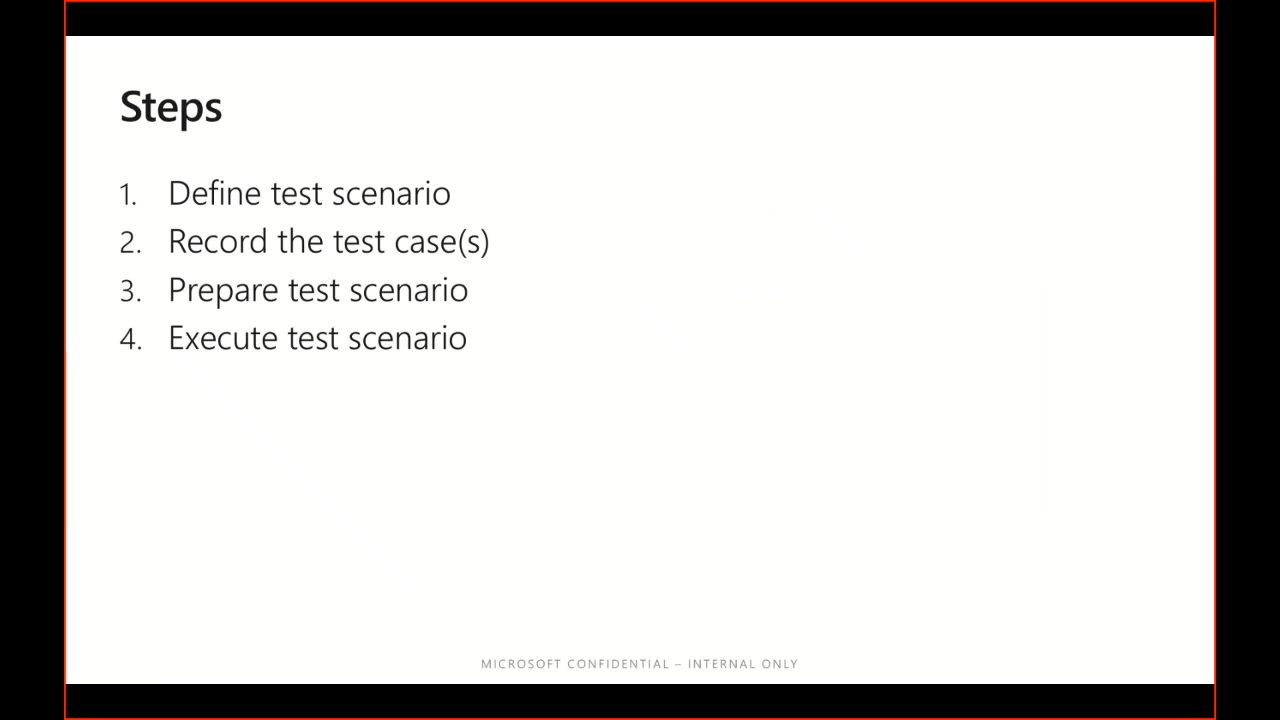 Steps
1. Define test scenario
2. Record the test case(s)
3. Prepare test scenario
4. Execute test scenario
MICROSOFT CONFIDENTIAL – INTERNAL ONLY